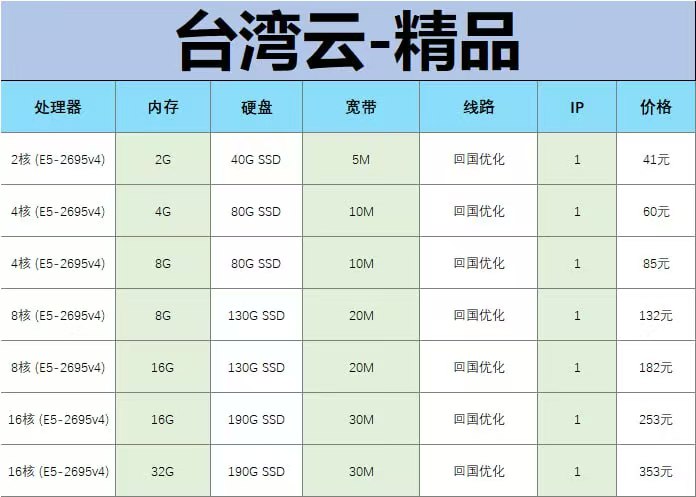 台湾云-精品
处理器 内存 硬盘 宽带 线路 IP 价格
2核 (E5-2695v4) 2G 40G SSD 5M 回国优化 1 41元
4核 (E5-2695v4) 4G 80G SSD 10M 回国优化 1 60元
4核 (E5-2695v4) 8G 80G SSD 10M 回国优化 1 85元
8核 (E5-2695v4) 8G 130G SSD 20M 回国优化 1 132元
8核 (E5-2695v4) 16G 130G SSD 20M 回国优化 1 182元
16核 (E5-2695v4) 16G 190G SSD 30M 回国优化 1 253元
16核 (E5-2695v4) 32G 190G SSD 30M 回国优化 1 353元